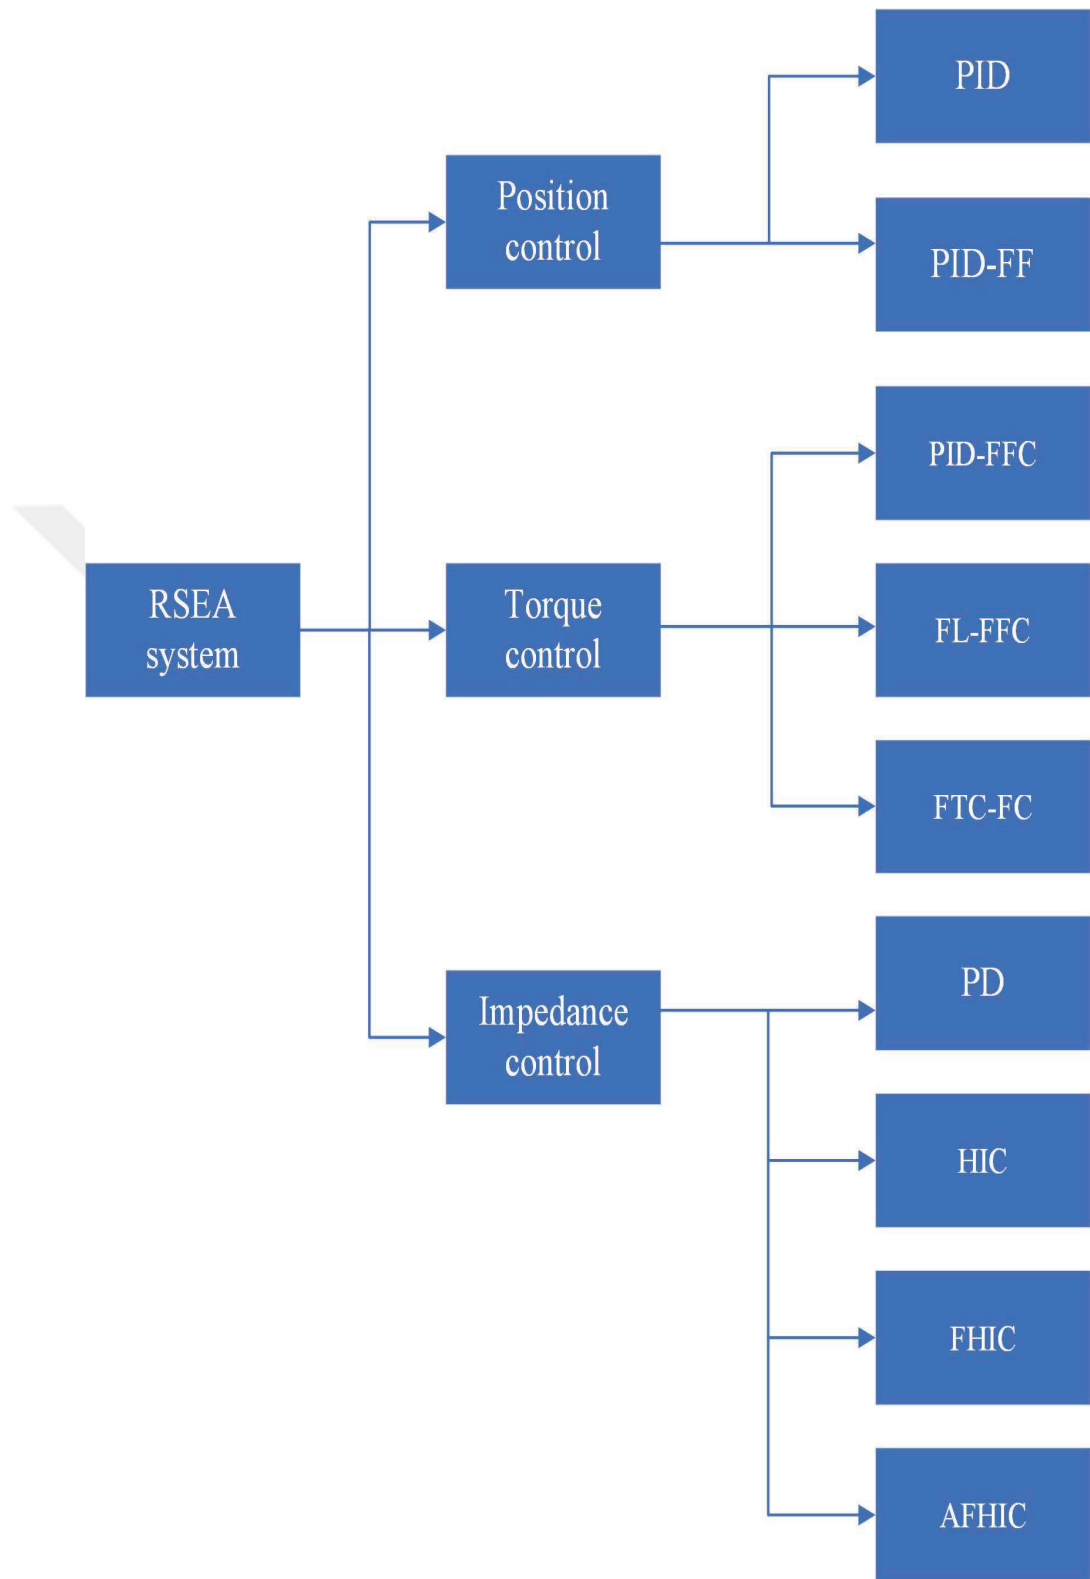 RSEA
system
Position
control
PID
PID-FF
Torque
control
PID-FFC
FL-FFC
FTC-FC
Impedance
control
PD
HIC
FHIC
AFHIC